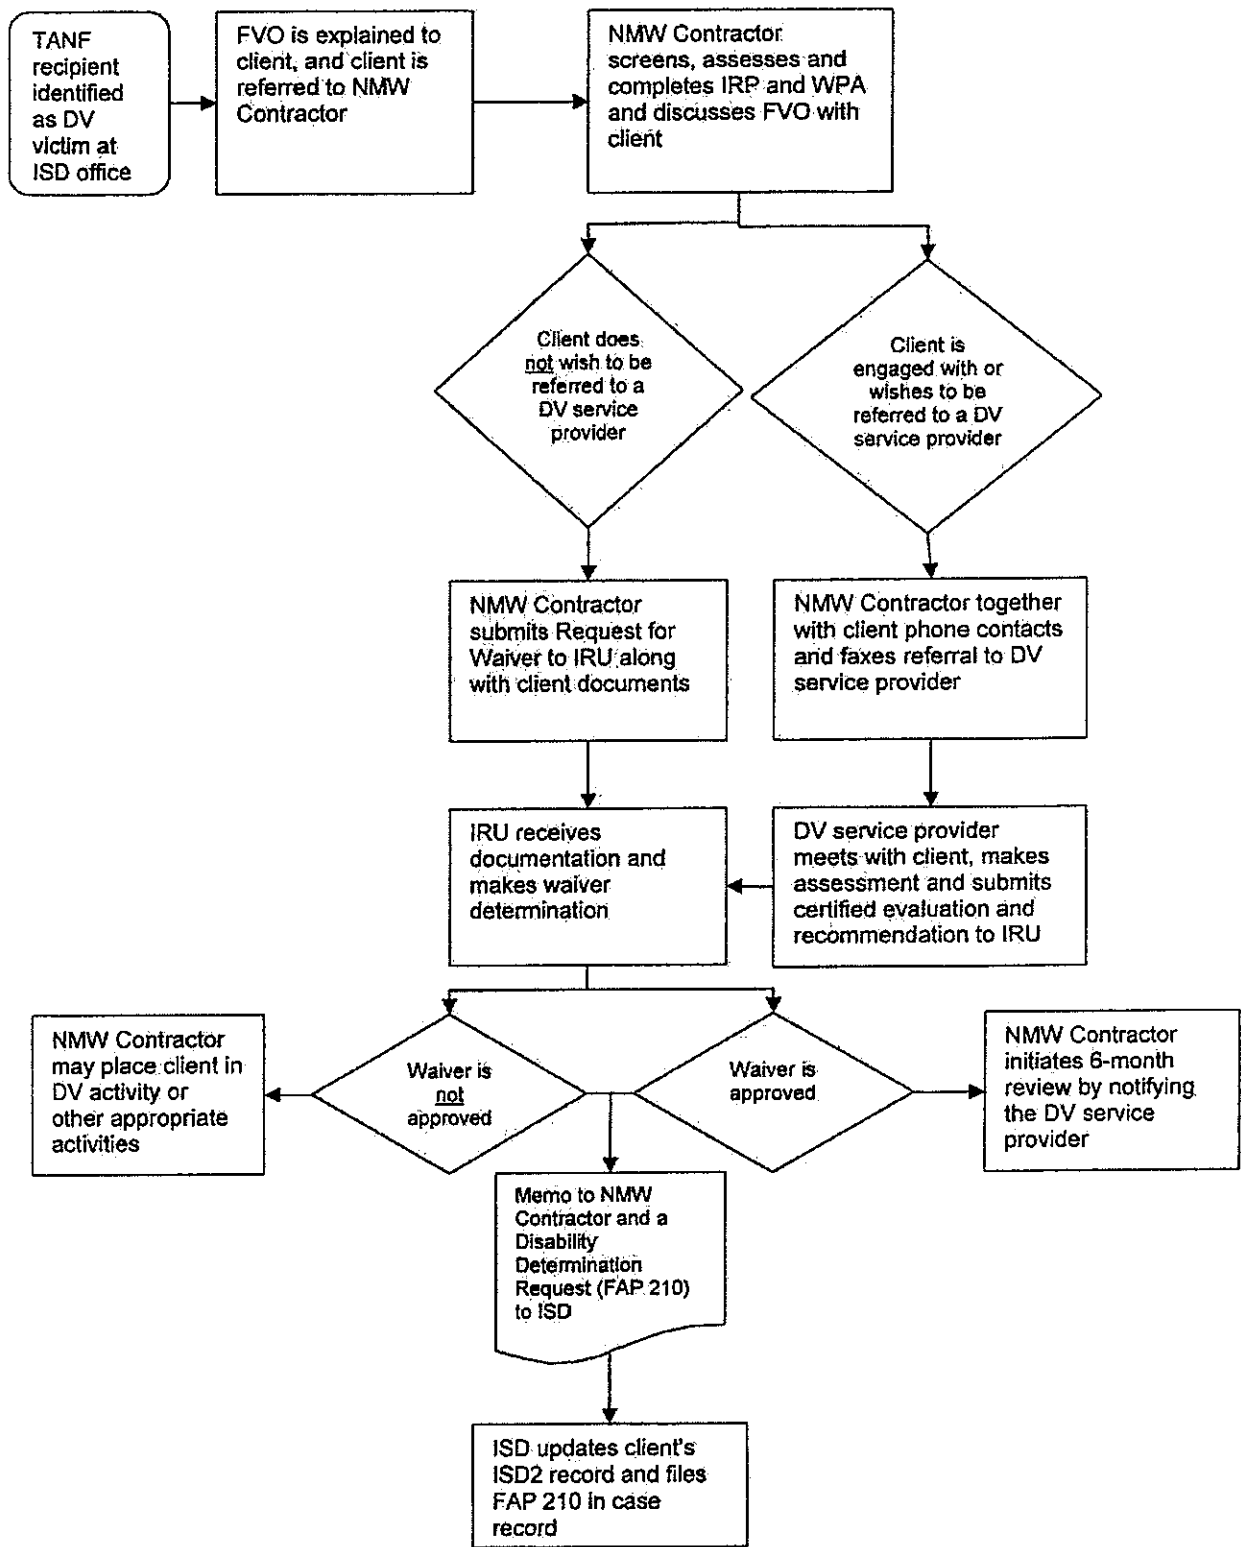 TANF
recipient
identified
as DV
victim at
ISD office
FVO is explained to
client, and client is
referred to NMW
Contractor
NMW Contractor
screens, assesses and
completes IRP and WPA
and discusses FVO with
client
Client does
not wish to be
referred to a
DV service
provider
Client is
engaged with or
wishes to be
referred to a DV
service provider
NMW Contractor
submits Request for
Waiver to IRU along
with client documents
NMW Contractor together
with client phone contacts
and faxes referral to DV
service provider
IRU receives
documentation and
makes waiver
determination
DV service provider
meets with client, makes
assessment and submits
certified evaluation and
recommendation to IRU
NMW Contractor
may place client in
DV activity or
other appropriate
activities
Waiver is
not
approved
Waiver is
approved
NMW Contractor
initiates 6-month
review by notifying
the DV service
provider
Memo to NMW
Contractor and a
Disability
Determination
Request (FAP 210)
to ISD
ISD updates client's
ISD2 record and files
FAP 210 in case
record